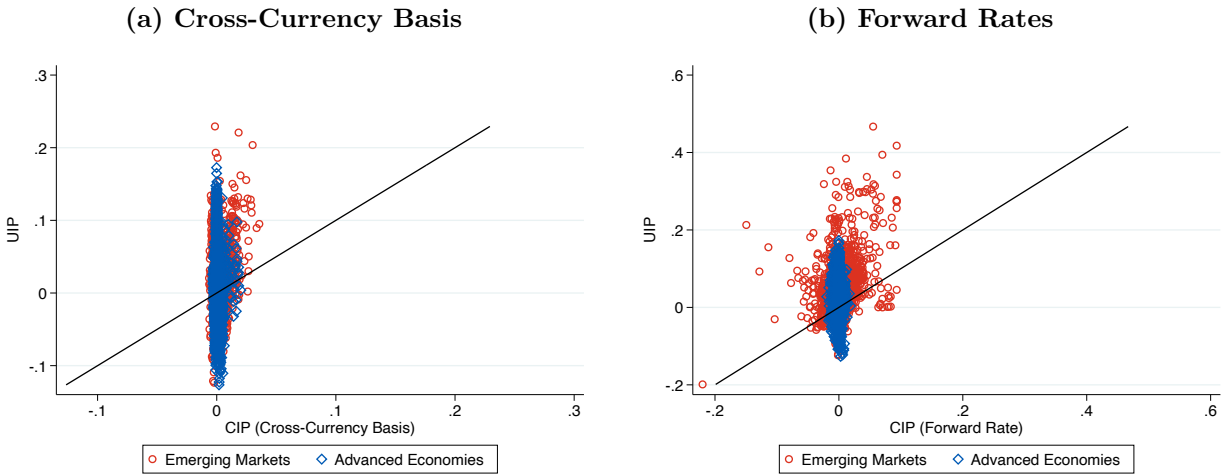 (a) Cross-Currency Basis
.3
.2
.1
0
-.1
UIP
-.1
0
.1
.2
.3
CIP (Cross-Currency Basis)
Emerging Markets
Advanced Economies
(b) Forward Rates
.6
.4
.2
0
-.2
UIP
-.2
0
.2
.4
.6
CIP (Forward Rate)
Emerging Markets
Advanced Economies